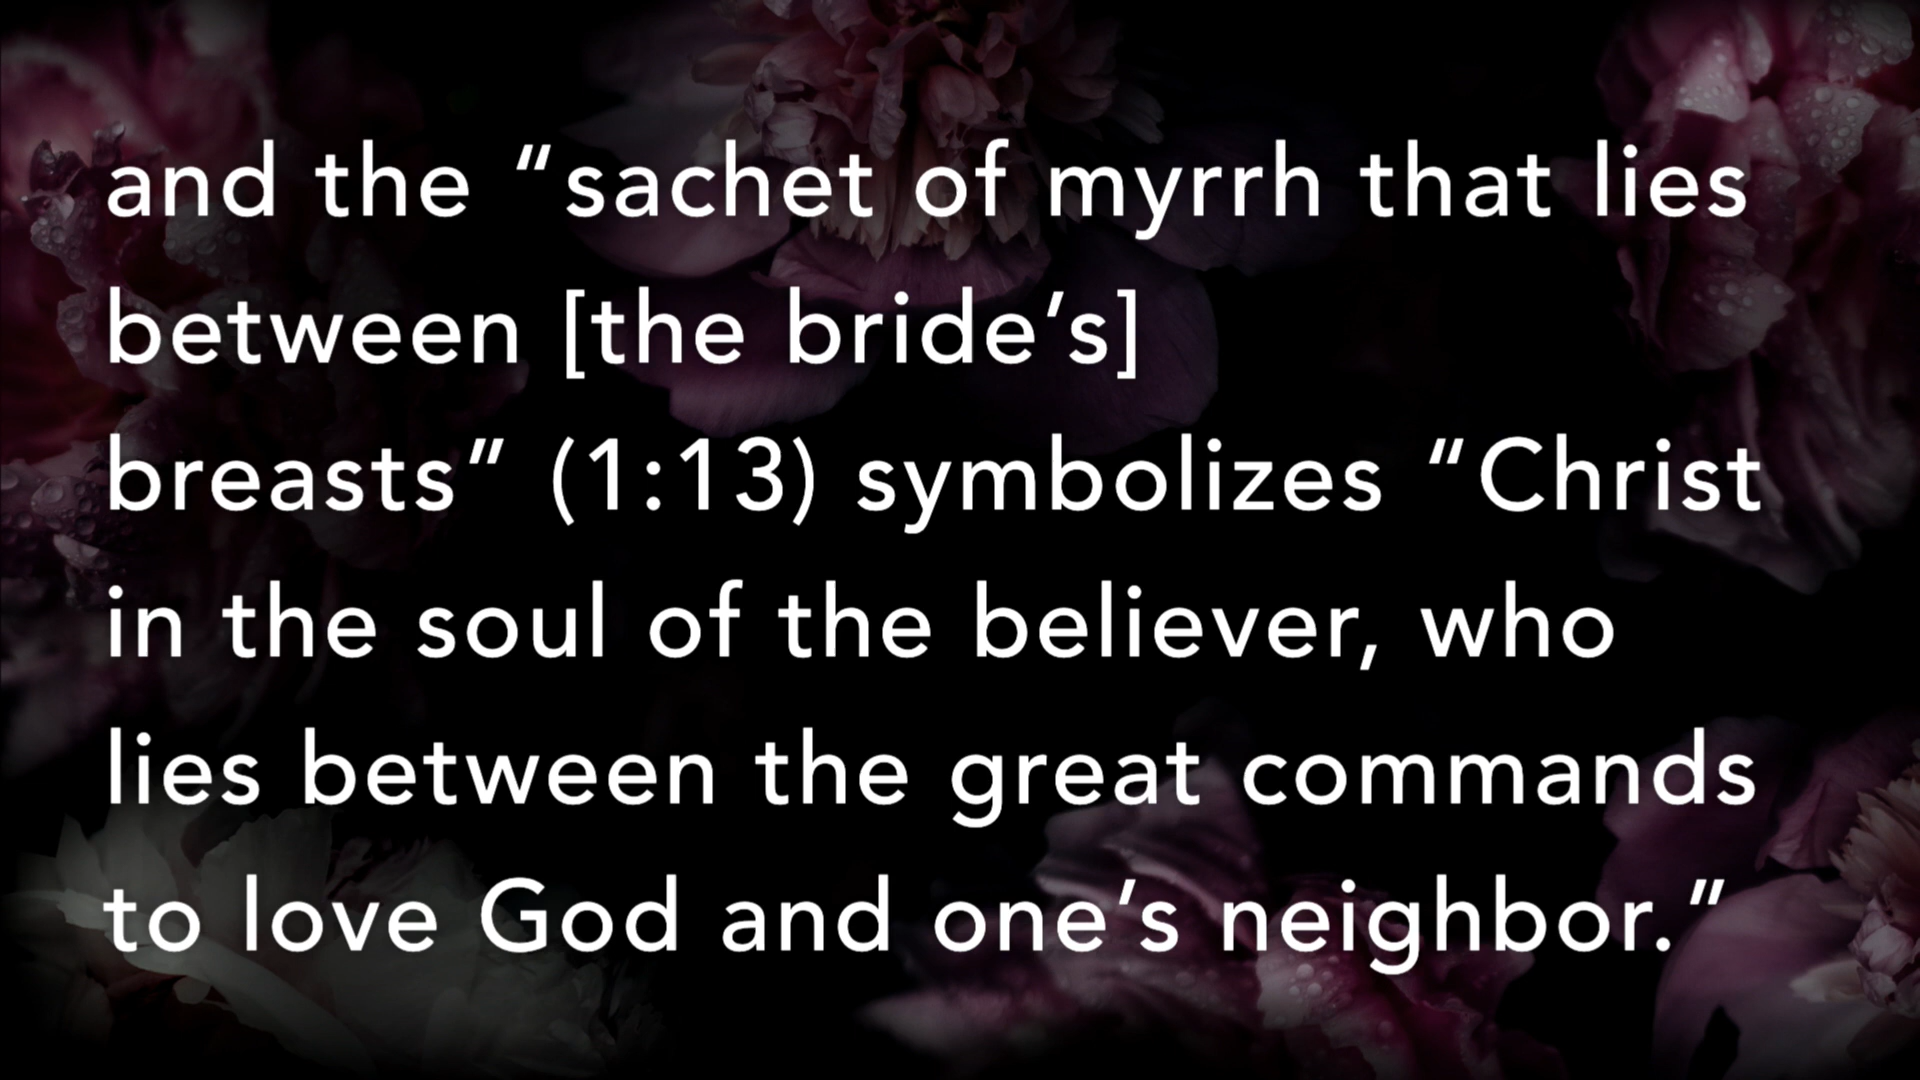 and the “sachet of myrrh that lies
between [the bride’s]
breasts” (1:13) symbolizes “Christ
in the soul of the believer, who
lies between the great commands
to love God and one’s neighbor.”